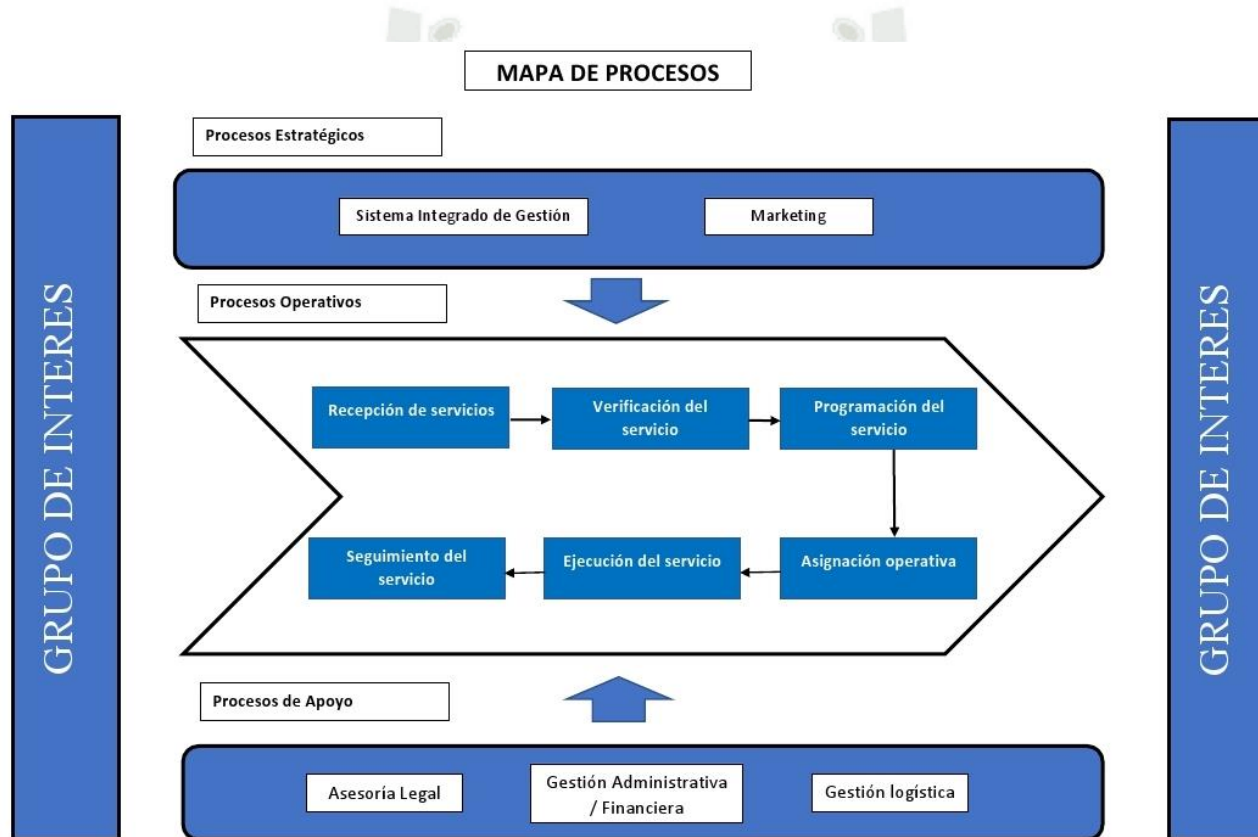 MAPA DE PROCESOS
GRUPO DE INTERES
Procesos Estratégicos
Sistema Integrado de Gestión
Marketing
Procesos Operativos
Recepción de servicios
Verificación del
servicio
Programación del
servicio
Seguimiento del
servicio
Ejecución del servicio
Asignación operativa
Procesos de Apoyo
Asesoría Legal
Gestión Administrativa
/ Financiera
Gestión logística
GRUPO DE INTERES